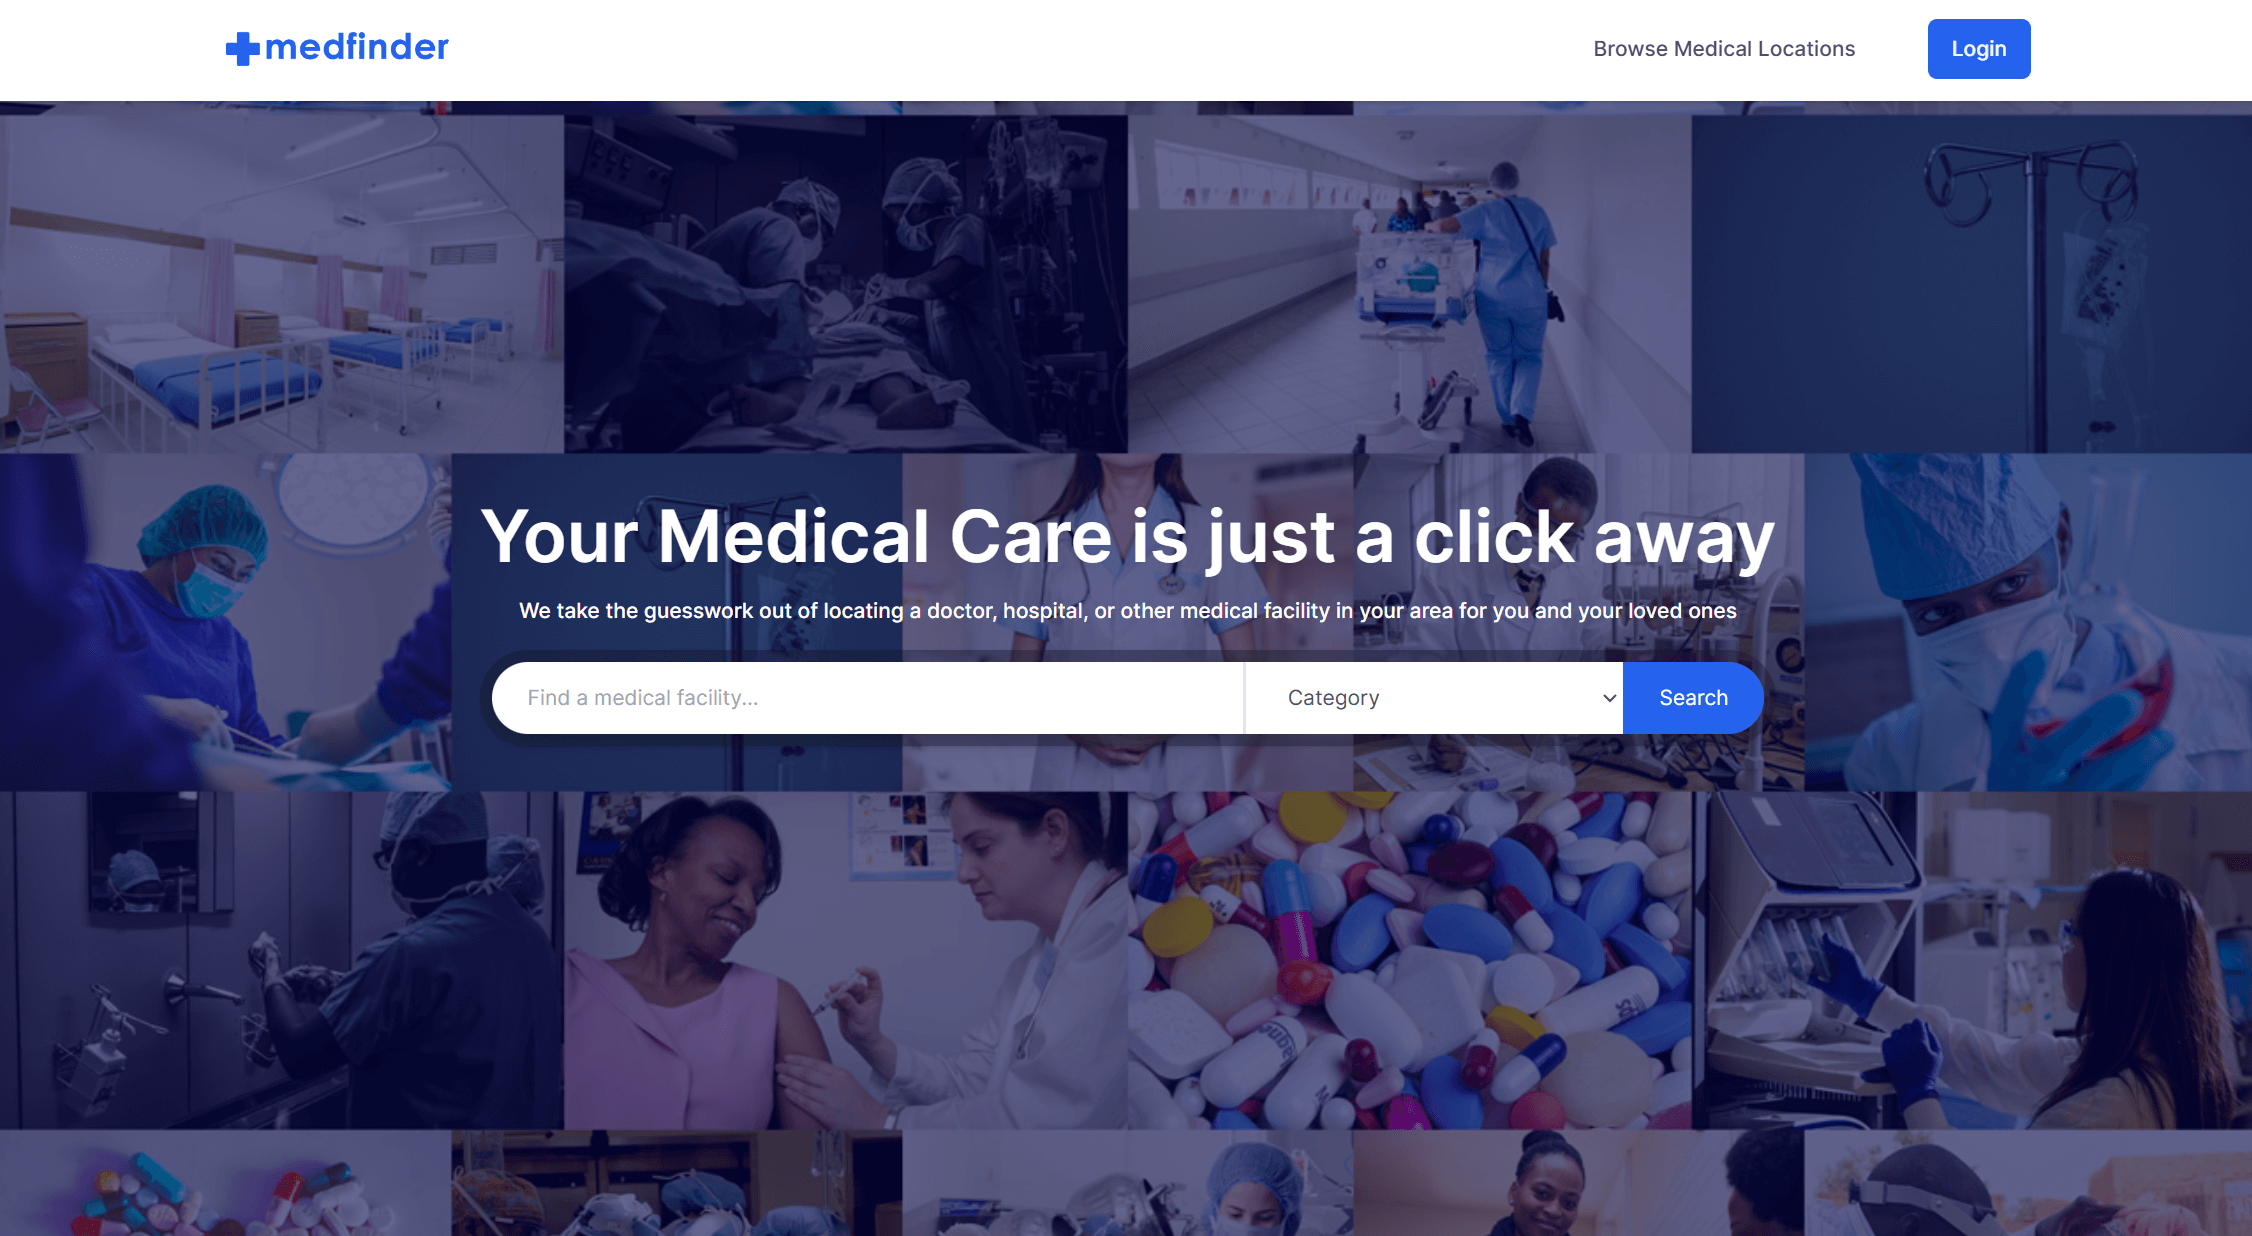 medfinder
Browse Medical Locations
Login
Your Medical Care is just a click away
We take the guesswork out of locating a doctor, hospital, or other medical facility in your area for you and your loved ones
Find a medical facility...
Category
Search